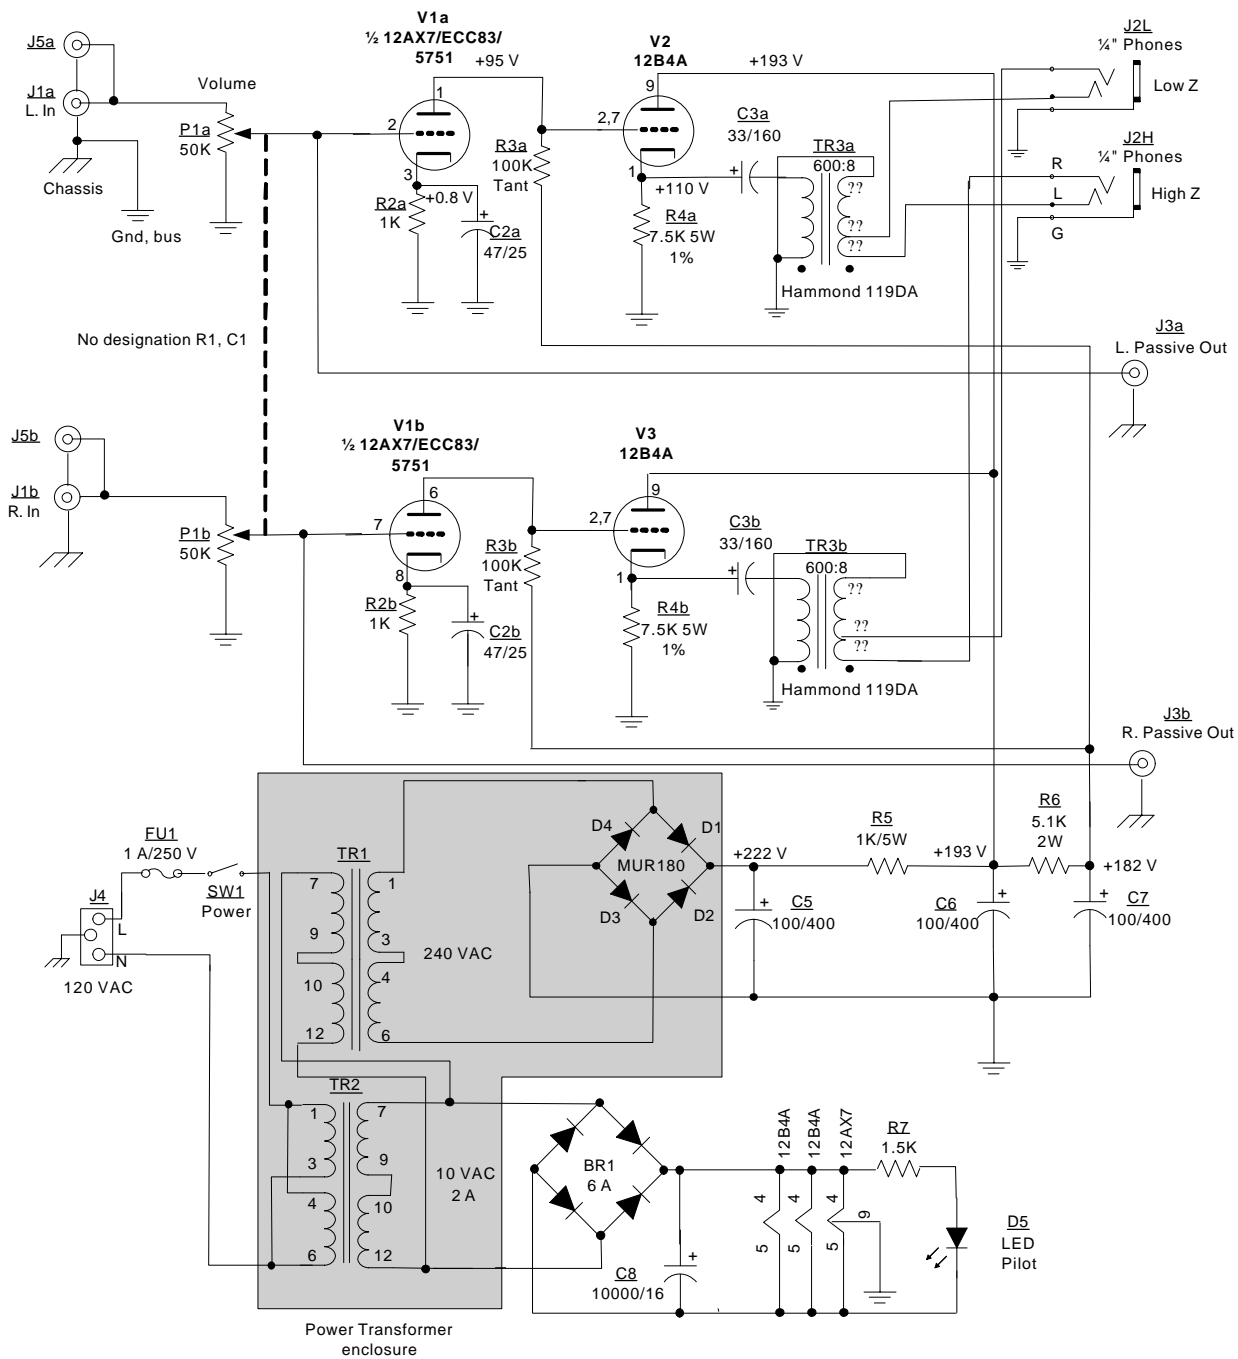 V1a
½ 12AX7/ECC83/
5751
V2
12B4A
J2L
¼" Phones
Low Z
J5a
J1a
L. In
Volume
P1a
50K
Chassis
Gnd, bus
+95 V
1
2
3
+0.8 V
R2a
1K
C2a
47/25
R3a
100K
Tant
+193 V
9
2,7
1
+110 V
R4a
7.5K 5W
1%
C3a
33/160
TR3a
600:8
??
??
??
Hammond 119DA
J2H
¼" Phones
High Z
R
L
G
No designation R1, C1
J3a
L. Passive Out
V1b
½ 12AX7/ECC83/
5751
V3
12B4A
J5b
J1b
R. In
P1b
50K
6
7
8
R2b
1K
C2b
47/25
R3b
100K
Tant
9
2,7
1
R4b
7.5K 5W
1%
C3b
33/160
TR3b
600:8
??
??
??
Hammond 119DA
J3b
R. Passive Out
FU1
1 A/250 V
SW1
Power
J4
L
N
120 VAC
TR1
7
9
10
12
1
3
4
6
240 VAC
D4
D1
MUR180
D3
D2
+222 V
R5
1K/5W
+193 V
R6
5.1K
2W
+182 V
C5
100/400
C6
100/400
C7
100/400
TR2
1
3
4
6
7
9
10
12
10 VAC
2 A
BR1
6 A
C8
10000/16
12B4A
12B4A
12AX7
4
5
4
5
4
5
9
R7
1.5K
D5
LED
Pilot
Power Transformer
enclosure